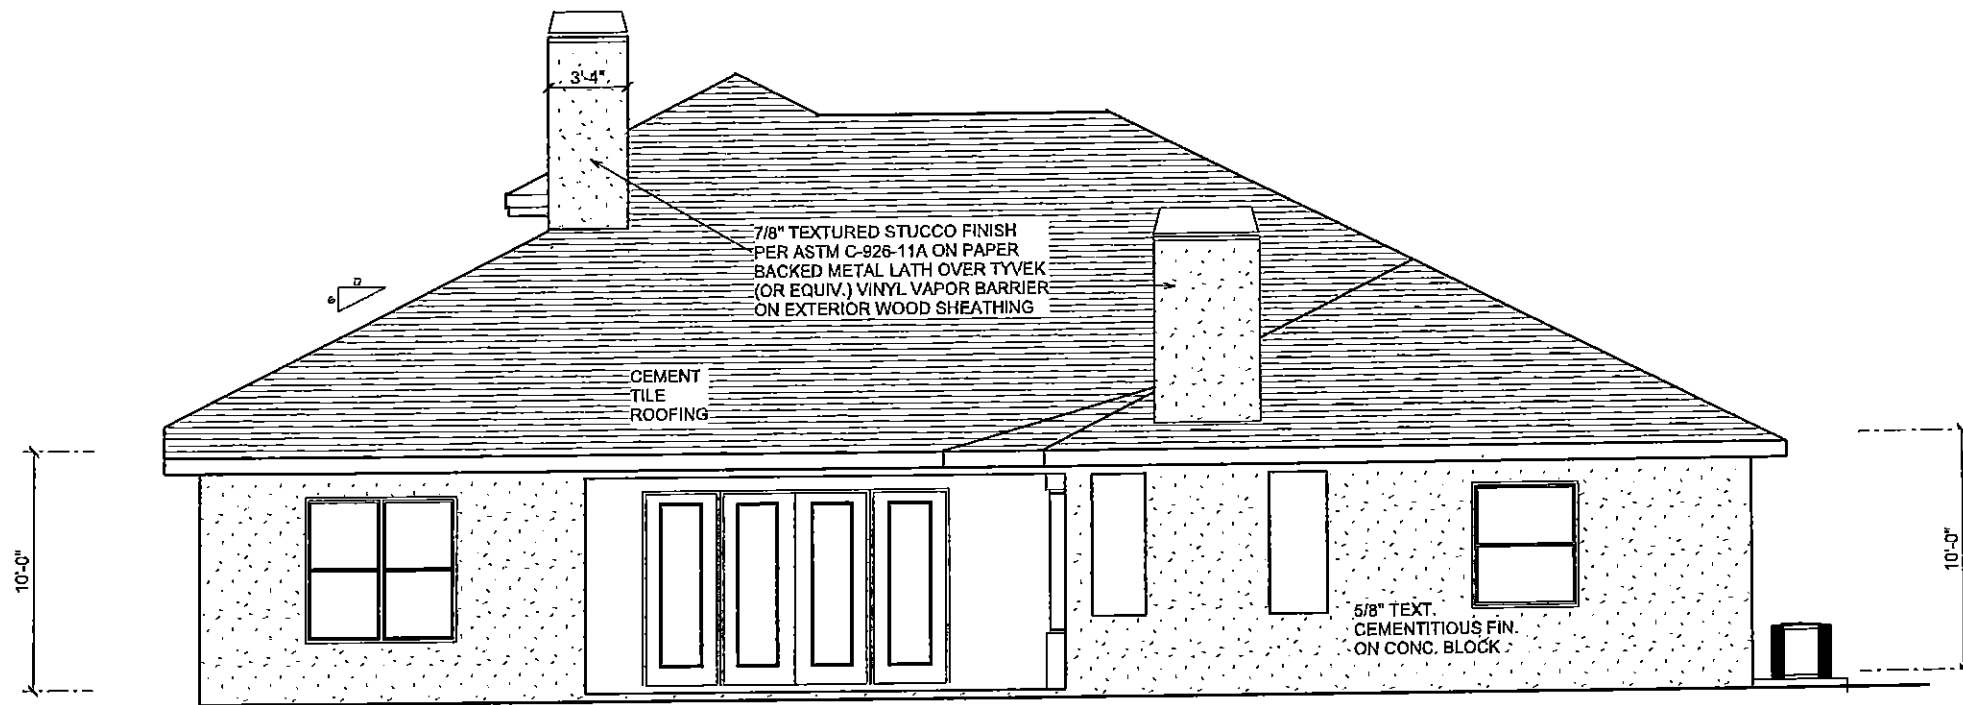 3'-4"
7/8" TEXTURED STUCCO FINISH
PER ASTM C-926-11A ON PAPER
BACKED METAL LATH OVER TYVEK
(OR EQUIV.) VINYL VAPOR BARRIER
ON EXTERIOR WOOD SHEATHING
12
6
CEMENT
TILE
ROOFING
10'-0"
10'-0"
5/8" TEXT.
CEMENTITIOUS FIN.
ON CONC. BLOCK